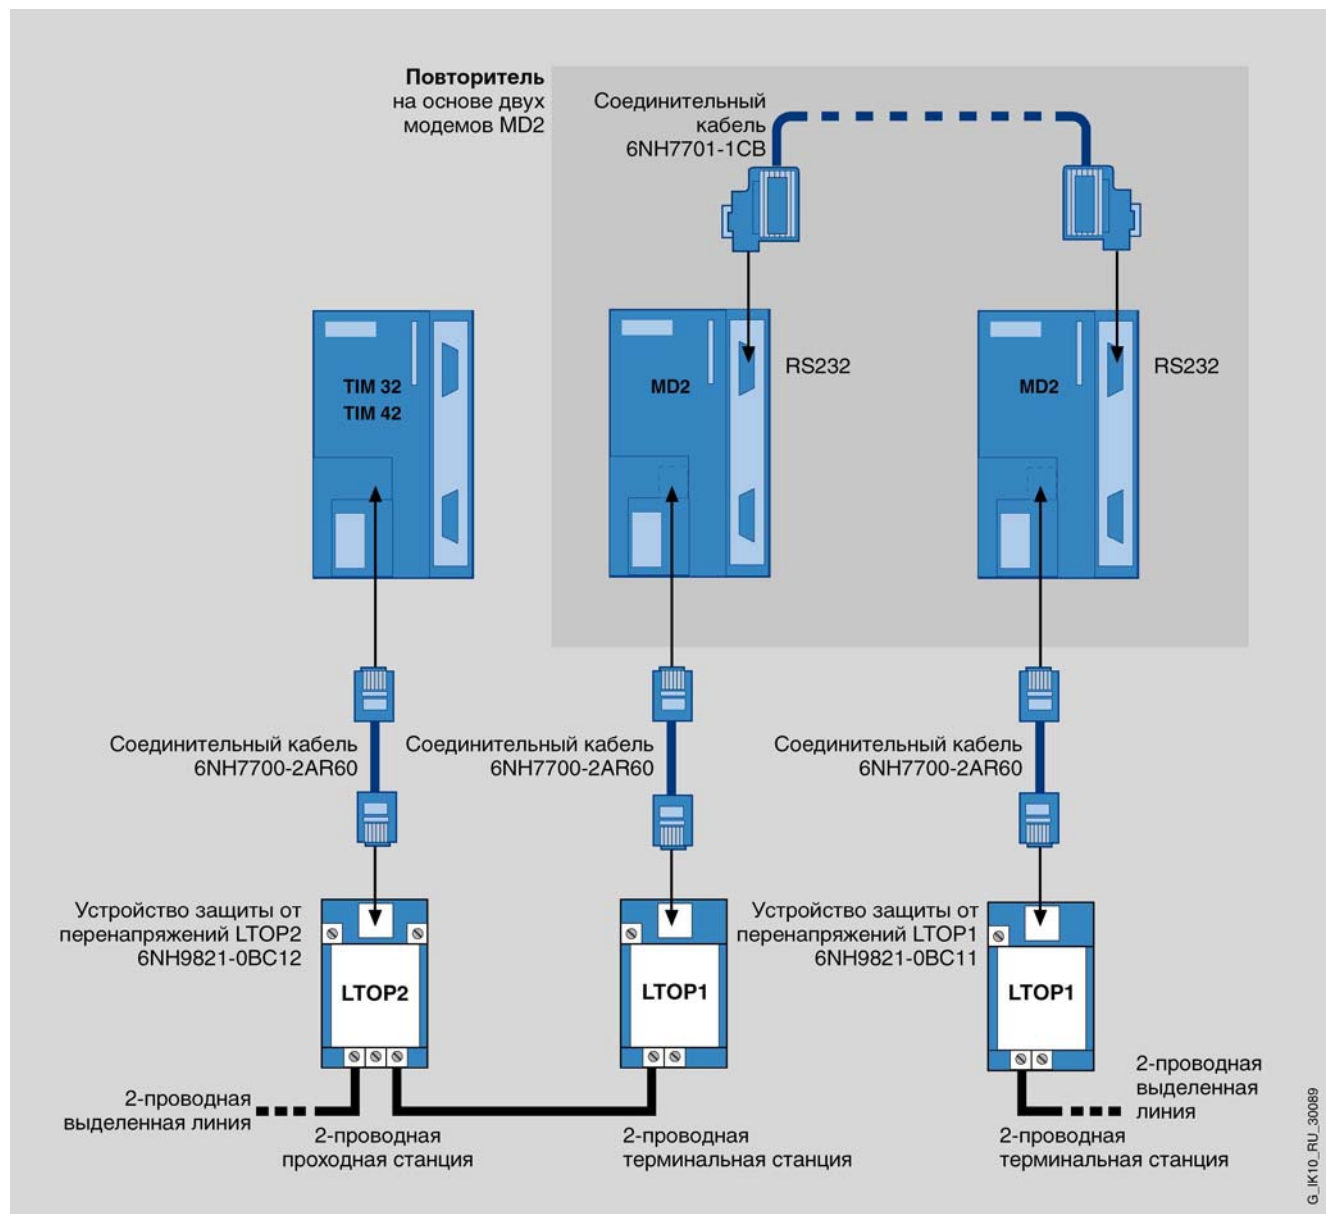 Повторитель
на основе двух
модемов MD2
Соединительный
кабель
6NH7701-1CB
RS232
RS232
TIM 32
TIM 42
MD2
MD2
Соединительный кабель
6NH7700-2AR60
Соединительный кабель
6NH7700-2AR60
Соединительный кабель
6NH7700-2AR60
Устройство защиты от
перенапряжений LTOP2
6NH9821-0BC12
Устройство защиты от
перенапряжений LTOP1
6NH9821-0BC11
LTOP2
LTOP1
LTOP1
2-проводная
выделенная линия
2-проводная
проходная станция
2-проводная
терминальная станция
2-проводная
выделенная
линия
2-проводная
терминальная станция
G_IK10_RU_30089